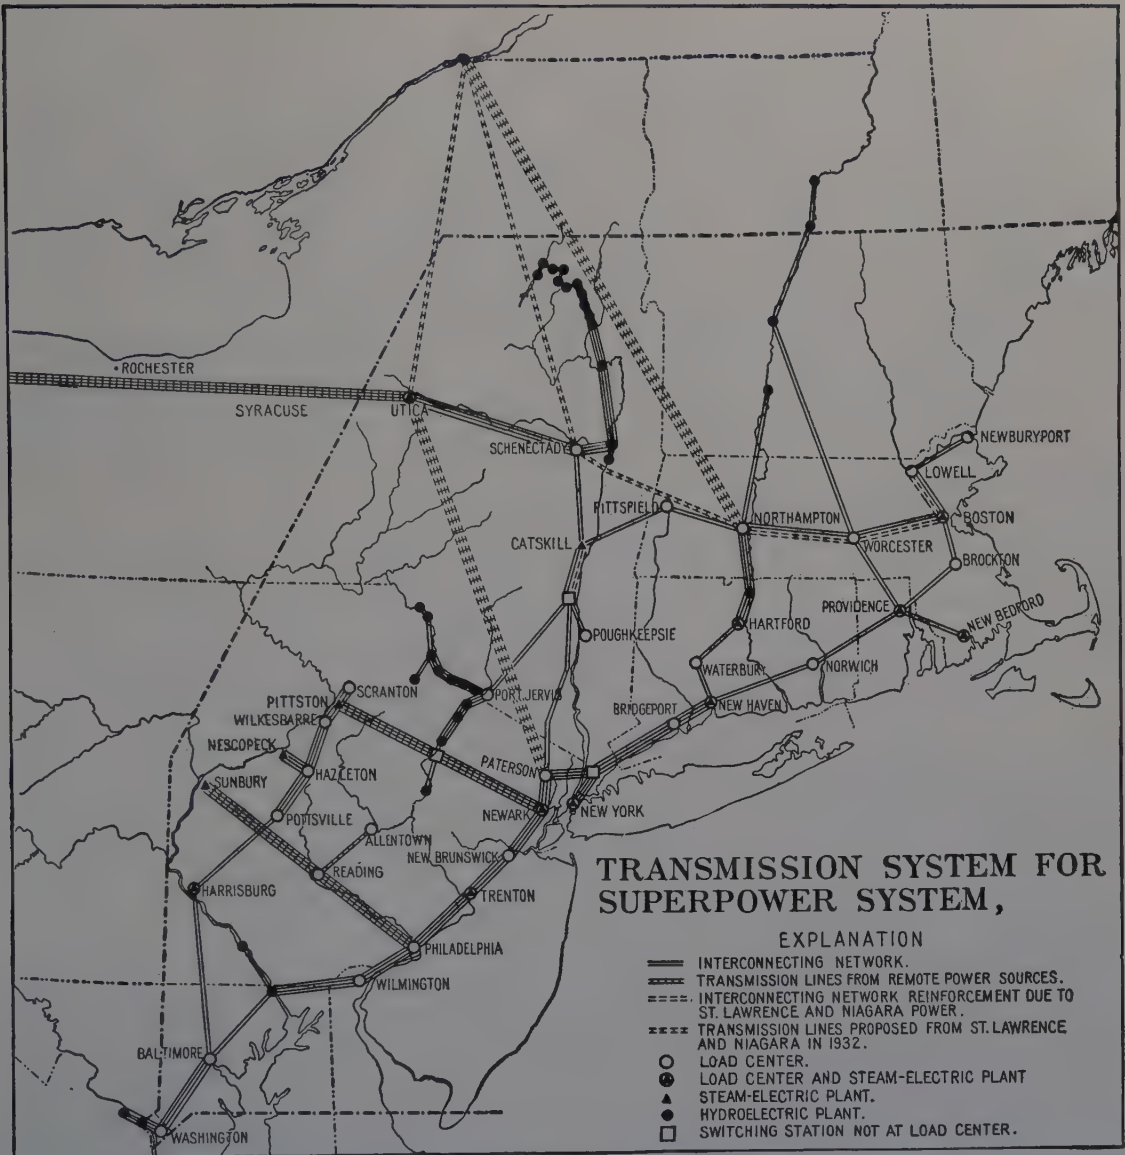 ROCHESTER
SYRACUSE
UTICA
SCHENECTADY
NEWBURYPORT
LOWELL
PITTSFIELD
NORTHAMPTON
BOSTON
CATSKILL
WORCESTER
BROCKTON
PROVIDENCE
NEW BEDFORD
POUGHKEEPSIE
HARTFORD
WATERBURY
NORWICH
SCRANTON
PORT JERVIS
PITTSTON
WILKESBARRE
BRIDGEPORT
NEW HAVEN
NESCOPECK
HAZLETON
PATERSON
SUNBURY
NEWARK
NEW YORK
POTTSVILLE
ALLENTOWN
NEW BRUNSWICK
READING
HARRISBURG
TRENTON
PHILADELPHIA
WILMINGTON
BALTIMORE
WASHINGTON
TRANSMISSION SYSTEM FOR
SUPERPOWER SYSTEM,
EXPLANATION
INTERCONNECTING NETWORK.
TRANSMISSION LINES FROM REMOTE POWER SOURCES.
INTERCONNECTING NETWORK REINFORCEMENT DUE TO
ST. LAWRENCE AND NIAGARA POWER.
TRANSMISSION LINES PROPOSED FROM ST. LAWRENCE
AND NIAGARA IN 1932.
LOAD CENTER.
LOAD CENTER AND STEAM-ELECTRIC PLANT
STEAM-ELECTRIC PLANT.
HYDROELECTRIC PLANT.
SWITCHING STATION NOT AT LOAD CENTER.